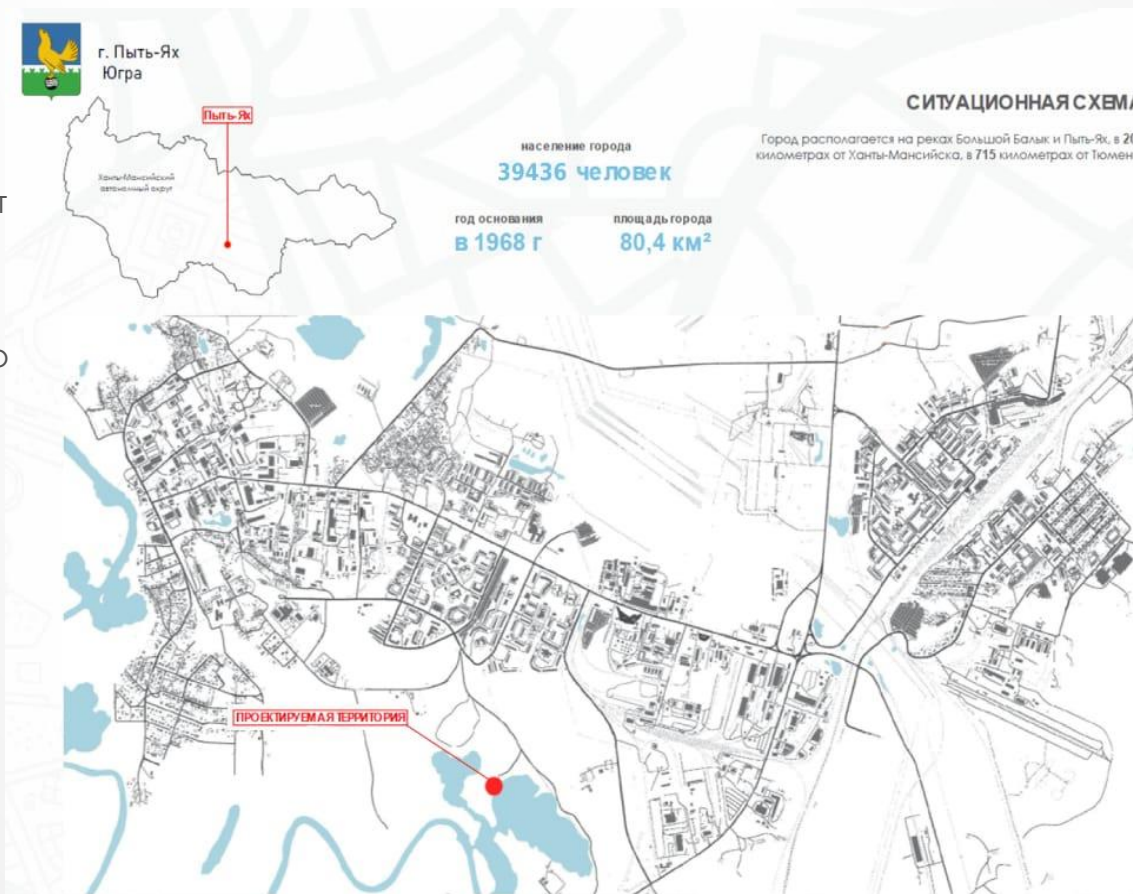 г. Пыть-Ях
Югра
Пыть-Ях
Ханты-Мансийский
автономный округ
население города
39436 человек
год основания
в 1968 г
площадь города
80,4 км²
СИТУАЦИОННАЯ СХЕМА
Город располагается на реках Большой Балык и Пыть-Ях, в
километрах от Ханты-Мансийска, в 715 километрах от
ПРОЕКТИРУЕМАЯ ТЕРРИТОРИЯ